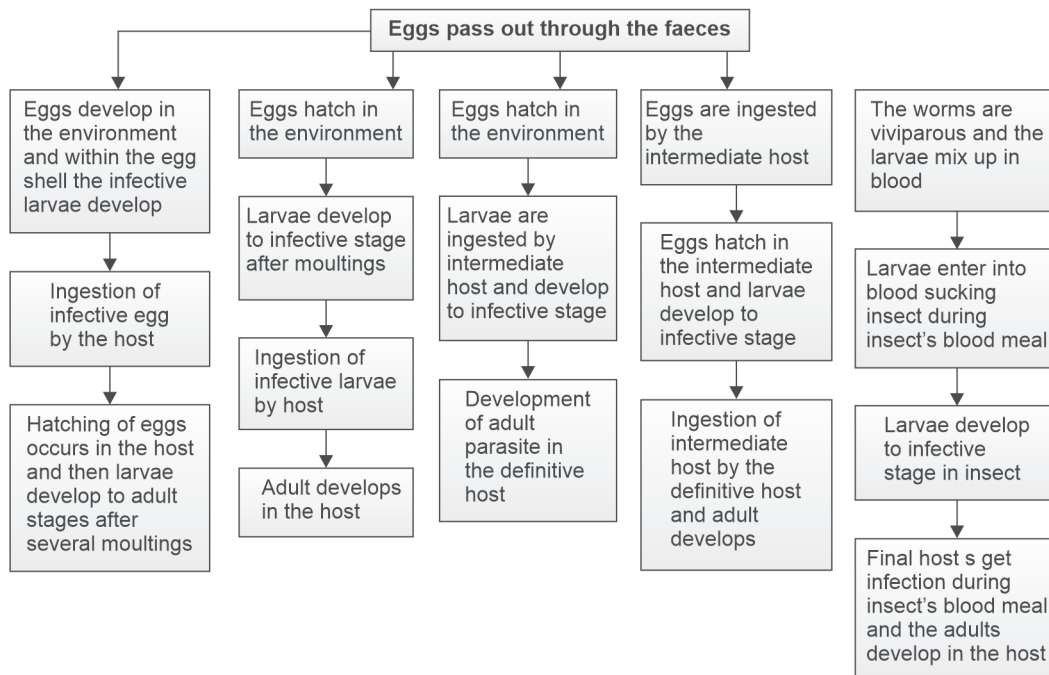 Eggs pass out through the faeces
Eggs develop in
the environment
and within the egg
shell the infective
larvae develop
Ingestion of
infective egg
by the host
Hatching of eggs
occurs in the host
and then larvae
develop to adult
stages after
several moultings
Eggs hatch in
the environment
Larvae develop
to infective stage
after moultings
Ingestion of
infective larvae
by host
Adult develops
in the host
Eggs hatch in
the environment
Larvae are
ingested by
intermediate
host and develop
to infective stage
Development
of adult
parasite in
the definitive
host
Eggs are ingested
by the
intermediate host
Eggs hatch in
the intermediate
host and larvae
develop to
infective stage
Ingestion of
intermediate
host by the
definitive host
and adult
develops
The worms are
viviparous and the
larvae mix up in
blood
Larvae enter into
blood sucking
insect during
insect's blood meal
Larvae develop
to infective
stage in insect
Final host s get
infection during
insect's blood meal
and the adults
develop in the host